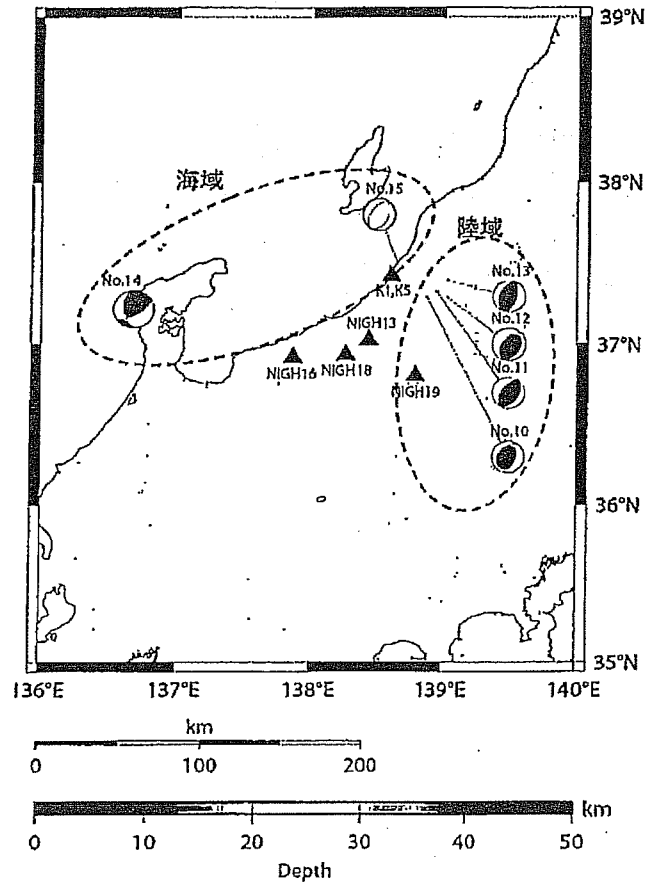 39°N
海域
No.15
38°N
陸域
No.14
No.13
K1,K5
No.12
NIGH13
37°N
NIGH16
NIGH18
No.11
NIGH19
No.10
36°N
35°N
136°E 137°E 138°E 139°E 140°E
km
0 100 200
km
0 10 20 30 40 50
Depth